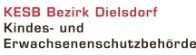 KESB Bezirk Dielsdorf
Kindes- und
Erwachsenenschutzbehörde